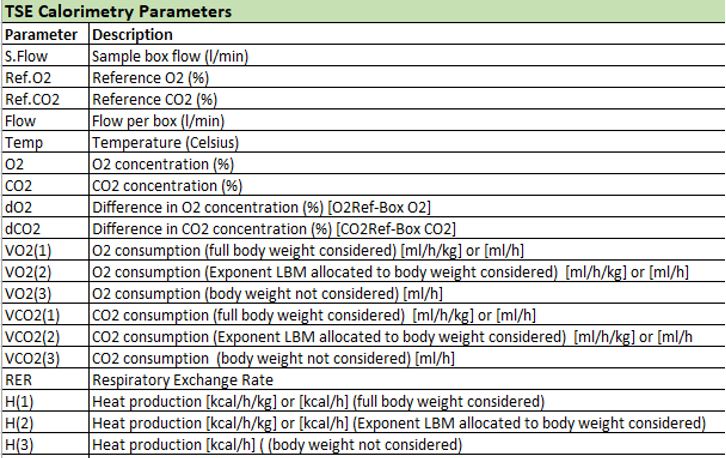 TSE Calorimetry Parameters
Parameter Description
S.Flow Sample box flow (l/min)
Ref.O2 Reference O2 (%)
Ref.CO2 Reference CO2 (%)
Flow Flow per box (l/min)
Temp Temperature (Celsius)
O2 O2 concentration (%)
CO2 CO2 concentration (%)
dO2 Difference in O2 concentration (%) [O2Ref-Box O2]
dCO2 Difference in CO2 concentration (%) [CO2Ref-Box CO2]
VO2(1) O2 consumption (full body weight considered) [ml/h/kg] or [ml/h]
VO2(2) O2 consumption (Exponent LBM allocated to body weight considered)  [ml/h/kg] or [ml/h]
VO2(3) O2 consumption (body weight not considered) [ml/h]
VCO2(1) CO2 consumption (full body weight considered)  [ml/h/kg] or [ml/h]
VCO2(2) CO2 consumption (Exponent LBM allocated to body weight considered)  [ml/h/kg] or [ml/h
VCO2(3) CO2 consumption  (body weight not considered) [ml/h]
RER Respiratory Exchange Rate
H(1) Heat production [kcal/h/kg] or [kcal/h] (full body weight considered)
H(2) Heat production [kcal/h/kg] or [kcal/h] (Exponent LBM allocated to body weight considered)
H(3) Heat production [kcal/h] ( (body weight not considered)